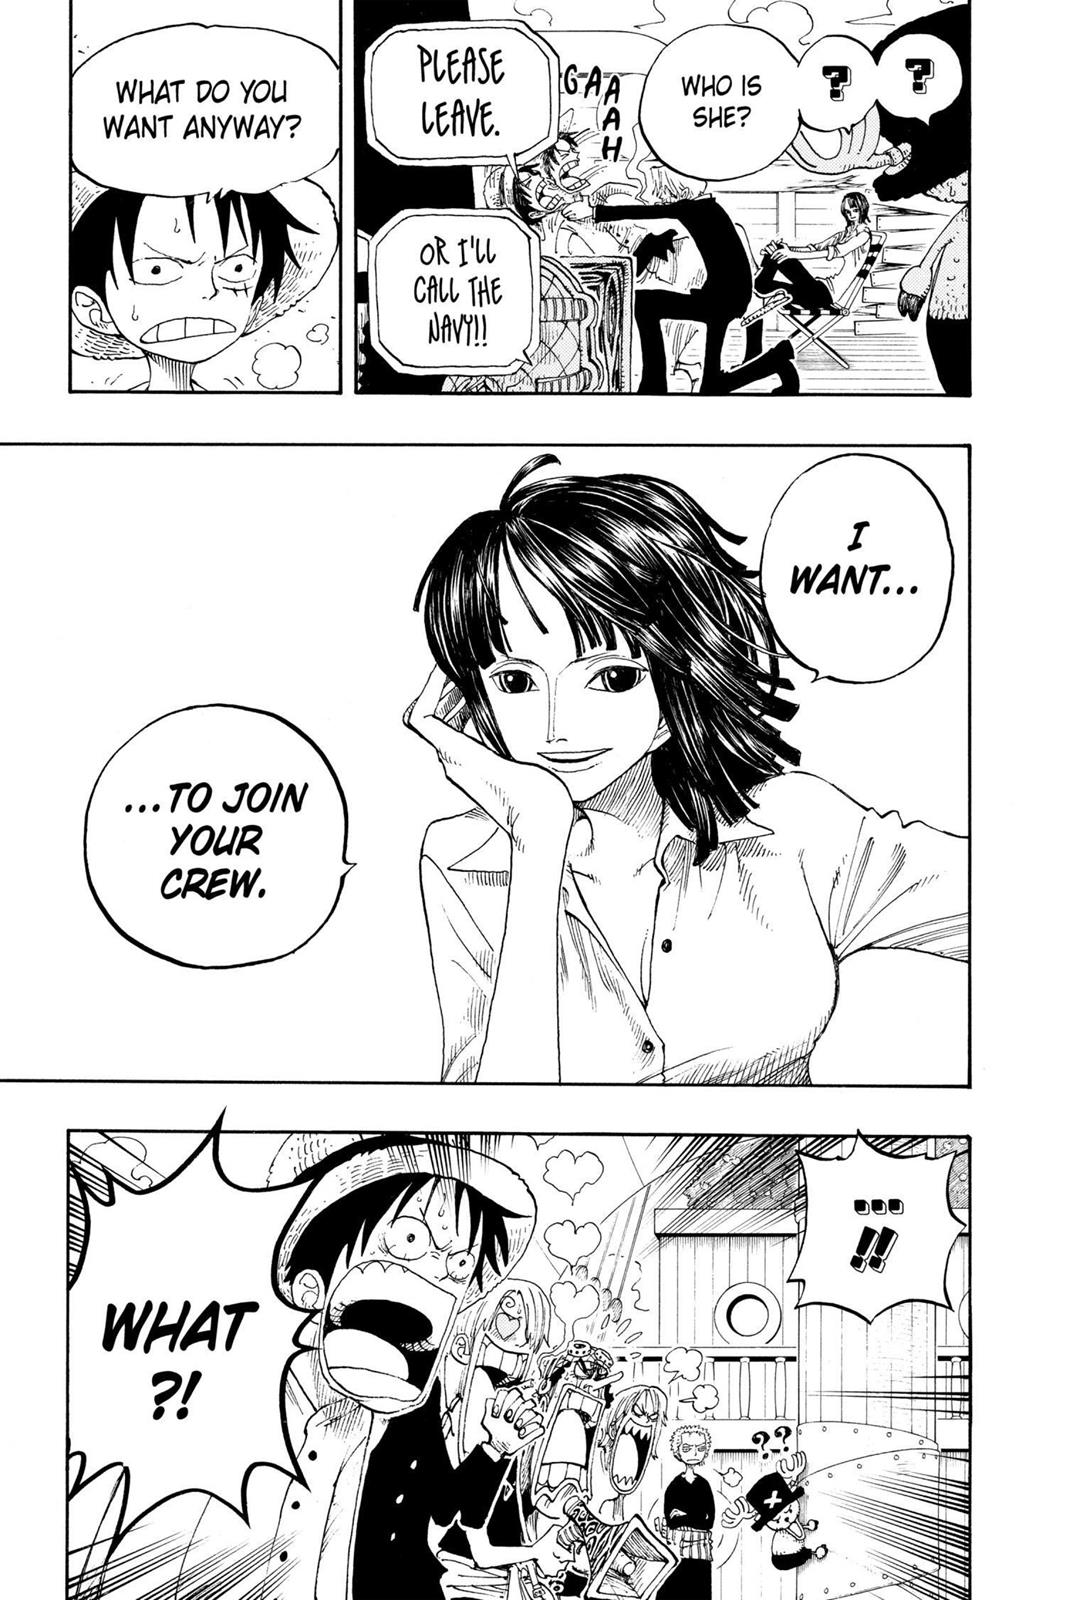 ?
?
WHO IS
SHE?
GAAAAH
PLEASE
LEAVE.
OR I'LL
CALL THE
NAVY!!
WHAT DO YOU
WANT ANYWAY?
I
WANT...
...TO JOIN
YOUR
CREW.
...
!!
??
WHAT
?!